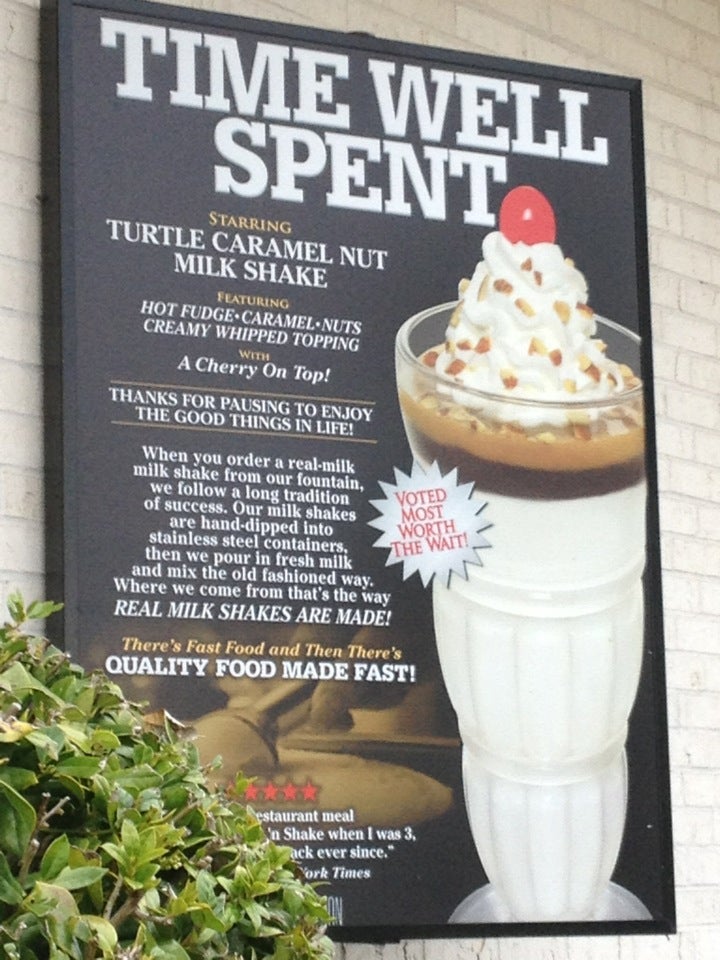 TIME WELL
SPENT
STARRING
TURTLE CARAMEL NUT
MILK SHAKE
FEATURING
HOT FUDGE•CARAMEL•NUTS
CREAMY WHIPPED TOPPING
WITH
A Cherry On Top!
THANKS FOR PAUSING TO ENJOY
THE GOOD THINGS IN LIFE!
When you order a real-milk
milk shake from our fountain,
we follow a long tradition
of success. Our milk shakes
are hand-dipped into
stainless steel containers,
then we pour in fresh milk
and mix the old fashioned way.
Where we come from that's the way
REAL MILK SHAKES ARE MADE!
VOTED
MOST
WORTH
THE WAIT!
There's Fast Food and Then There's
QUALITY FOOD MADE FAST!
estaurant meal
'n Shake when I was 3,
ack ever since."
York Times
ON